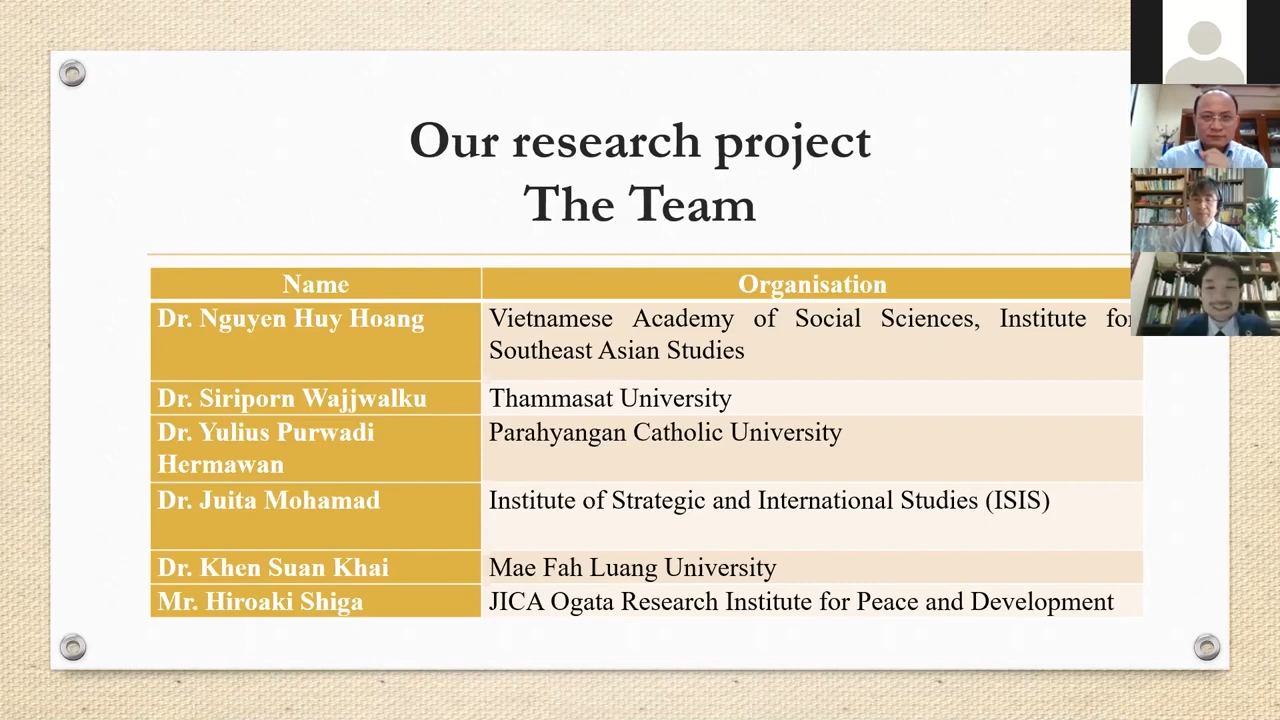 Our research project
The Team
Name Organisation
Dr. Nguyen Huy Hoang Vietnamese Academy of Social Sciences, Institute for
Southeast Asian Studies
Dr. Siriporn Wajjwalku Thammasat University
Dr. Yulius Purwadi Parahyangan Catholic University
Hermawan
Dr. Juita Mohamad Institute of Strategic and International Studies (ISIS)
Dr. Khen Suan Khai Mae Fah Luang University
Mr. Hiroaki Shiga JICA Ogata Research Institute for Peace and Development